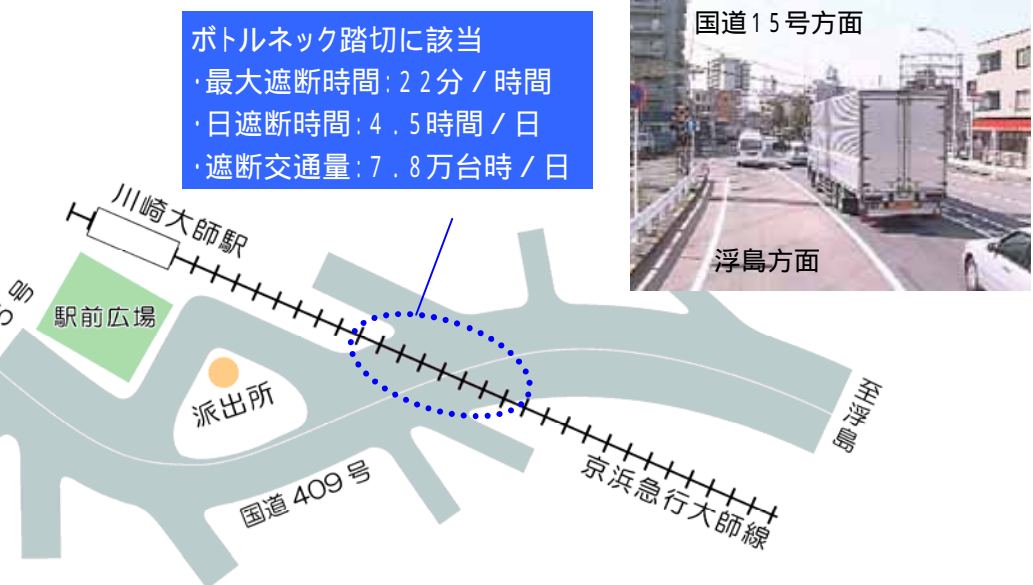 ボトルネック踏切に該当
・最大遮断時間:22分/時間
・日遮断時間:4.5時間/日
・遮断交通量:7.8万台時/日
国道15号方面
浮島方面
川崎大師駅
号
駅前広場
派出所
国道409号
至浮島
京浜急行大師線